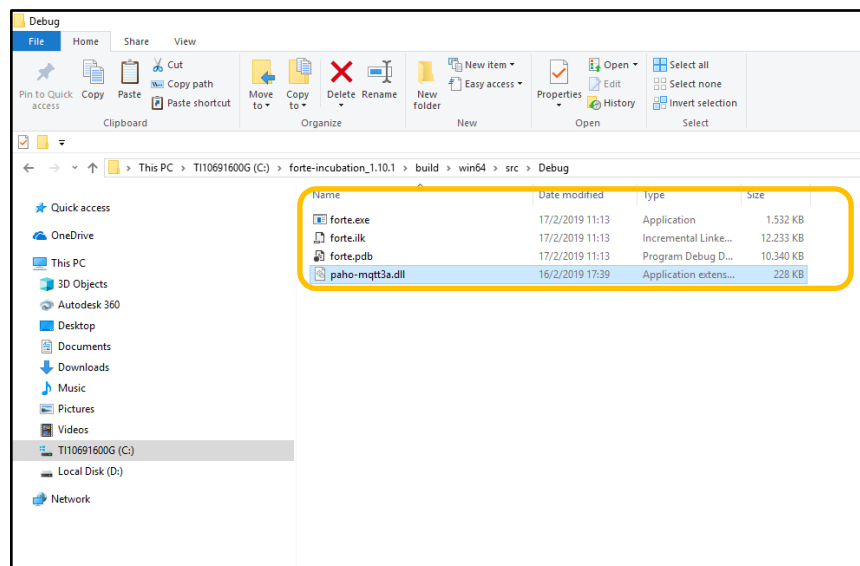 Debug
File Home Share View
Pin to Quick access
Copy
Paste
Cut
Copy path
Paste shortcut
Move to
Copy to
Delete
Rename
New folder
New item
Easy access
Properties
Open
Edit
History
Select all
Select none
Invert selection
Clipboard Organize New Open Select
This PC > TI10691600G (C:) > forte-incubation_1.10.1 > build > win64 > src > Debug
Name Date modified Type Size
forte.exe 17/2/2019 11:13 Application 1.532 KB
forte.ilk 17/2/2019 11:13 Incremental Linke... 12.233 KB
forte.pdb 17/2/2019 11:13 Program Debug D... 10.340 KB
paho-mqtt3a.dll 16/2/2019 17:39 Application extens... 228 KB
Quick access
OneDrive
This PC
3D Objects
Autodesk 360
Desktop
Documents
Downloads
Music
Pictures
Videos
TI10691600G (C:)
Local Disk (D:)
Network